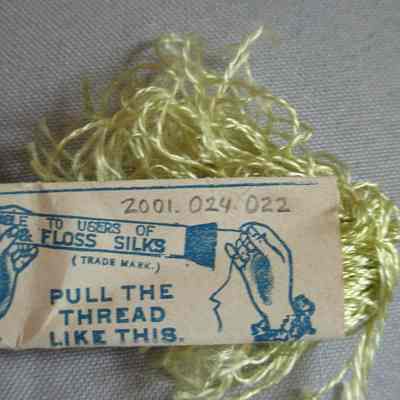 2001.024.022
TO USERS OF
FLOSS SILKS
(TRADE MARK.)
PULL THE
THREAD
LIKE THIS.